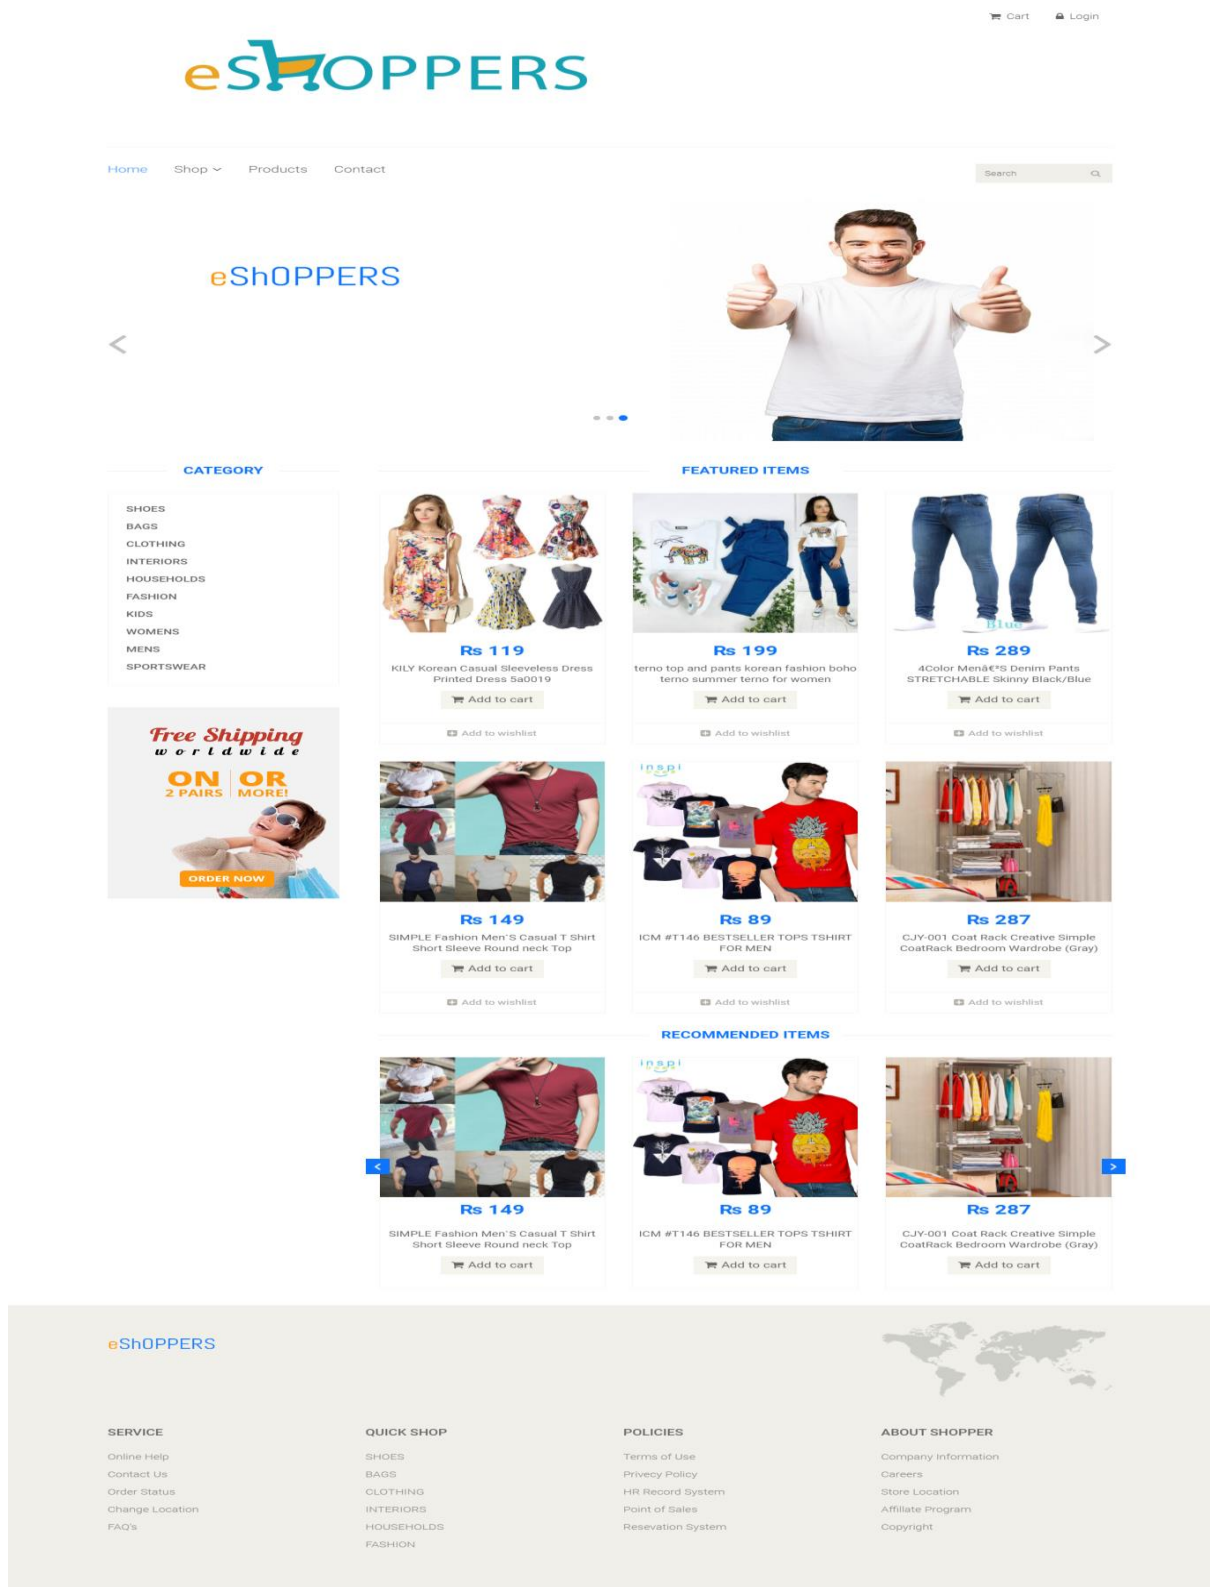 Cart Login
eSHOPPERS
Home Shop Products Contact
Search
eShOPPERS
CATEGORY
SHOES
BAGS
CLOTHING
INTERIORS
HOUSEHOLDS
FASHION
KIDS
WOMENS
MENS
SPORTSWEAR
Free Shipping
worldwide
ON OR
2 PAIRS MORE!
ORDER NOW
FEATURED ITEMS
Blue
Rs 119
KILY Korean Casual Sleeveless Dress
Printed Dress 5a0019
Add to cart
Add to wishlist
Rs 199
terno top and pants korean fashion boho
terno summer terno for women
Add to cart
Add to wishlist
Rs 289
4Color Menâ€ªS Denim Pants
STRETCHABLE Skinny Black/Blue
Add to cart
Add to wishlist
Rs 149
SIMPLE Fashion Men`S Casual T Shirt
Short Sleeve Round neck Top
Add to cart
Add to wishlist
inspi
Rs 89
ICM #T146 BESTSELLER TOPS TSHIRT
FOR MEN
Add to cart
Add to wishlist
Rs 287
CJY-001 Coat Rack Creative Simple
CoatRack Bedroom Wardrobe (Gray)
Add to cart
Add to wishlist
RECOMMENDED ITEMS
Rs 149
SIMPLE Fashion Men`S Casual T Shirt
Short Sleeve Round neck Top
Add to cart
inspi
Rs 89
ICM #T146 BESTSELLER TOPS TSHIRT
FOR MEN
Add to cart
Rs 287
CJY-001 Coat Rack Creative Simple
CoatRack Bedroom Wardrobe (Gray)
Add to cart
eShOPPERS
SERVICE
Online Help
Contact Us
Order Status
Change Location
FAQ's
QUICK SHOP
SHOES
BAGS
CLOTHING
INTERIORS
HOUSEHOLDS
FASHION
POLICIES
Terms of Use
Privecy Policy
HR Record System
Point of Sales
Resevation System
ABOUT SHOPPER
Company Information
Careers
Store Location
Affillate Program
Copyright